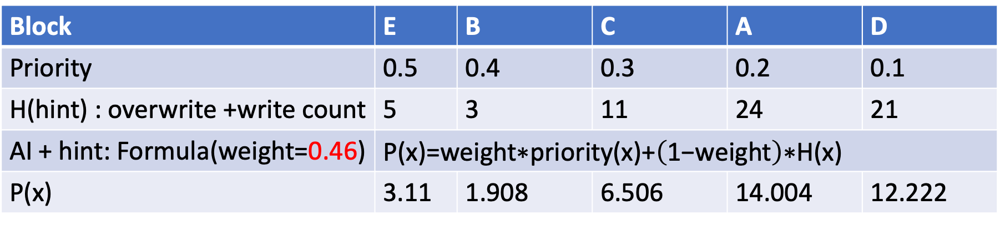 Block E B C A D
Priority 0.5 0.4 0.3 0.2 0.1
H(hint) : overwrite +write count 5 3 11 24 21
AI + hint: Formula(weight=0.46) P(x)=weight∗priority(x)+(1−weight)∗H(x)
P(x) 3.11 1.908 6.506 14.004 12.222